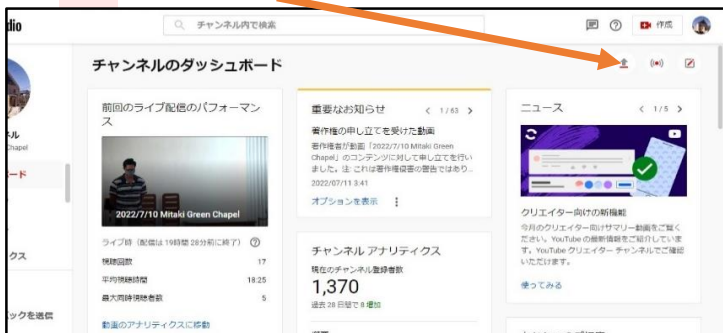 dio
チャンネル内で検索
作成
ネル
Chapel
ボード
クス
バックを送信
チャンネルのダッシュボード
前回のライブ配信のパフォーマン
ス
2022/7/10 Mitaki Green Chapel
ライブ時（配信は 19時間 28分前に終了）
視聴回数 17
平均視聴時間 18:25
最大同時視聴者数 5
動画のアナリティクスに移動
重要なお知らせ 1/63
著作権の申し立てを受けた動画
著作権者が動画「2022/7/10 Mitaki Green
Chapel」のコンテンツに対して申し立てを行い
ました。注: これは著作権侵害の警告ではあり...
2022/07/11 3:41
オプションを表示
チャンネル アナリティクス
現在のチャンネル登録者数
1,370
過去 28 日間で 8 増加
ニュース 1/5
クリエイター向けの新機能
今月のクリエイター向けサマリー動画をご覧く
ださい。YouTube の最新情報をご紹介していま
す。YouTube クリエイター チャンネルでご確認
いただけます。
使ってみる